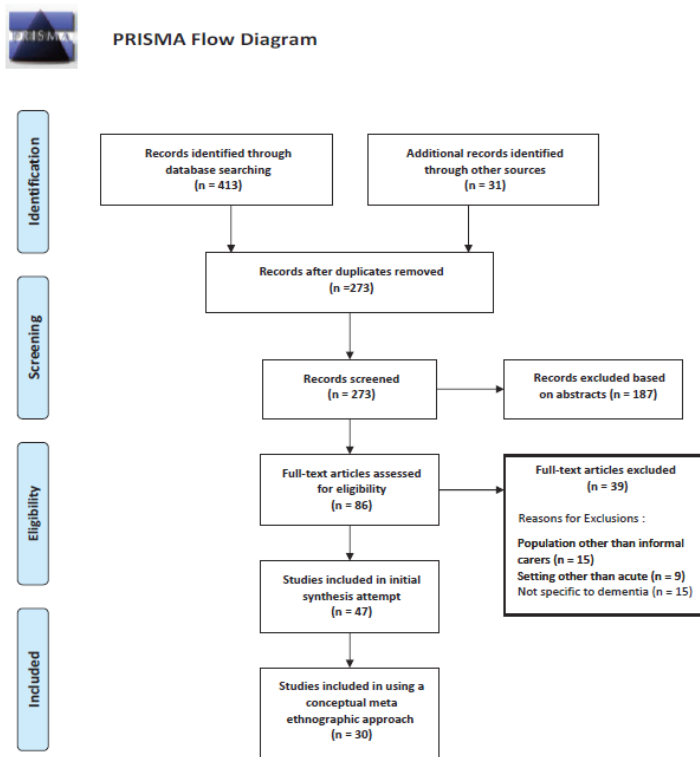 PRISMA
PRISMA Flow Diagram
Identification
Records identified through
database searching
(n = 413)
Additional records identified
through other sources
(n = 31)
Records after duplicates removed
(n =273)
Screening
Records screened
(n = 273)
Records excluded based
on abstracts (n = 187)
Eligibility
Full-text articles assessed
for eligibility
(n = 86)
Full-text articles excluded
(n = 39)
Reasons for Exclusions :
Population other than informal
carers (n = 15)
Setting other than acute (n = 9)
Not specific to dementia (n = 15)
Studies included in initial
synthesis attempt
(n = 47)
Included
Studies included in using a
conceptual meta
ethnographic approach
(n = 30)